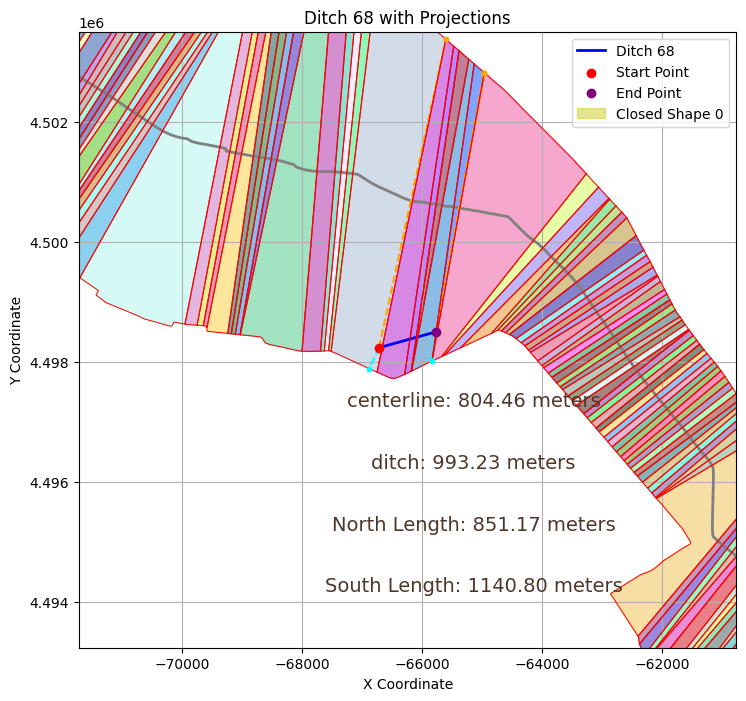 Ditch 68 with Projections
1e6
Ditch 68
Start Point
End Point
Closed Shape 0
4.502
4.500
4.498
4.496
4.494
Y Coordinate
centerline: 804.46 meters
ditch: 993.23 meters
North Length: 851.17 meters
South Length: 1140.80 meters
−70000 −68000 −66000 −64000 −62000
X Coordinate